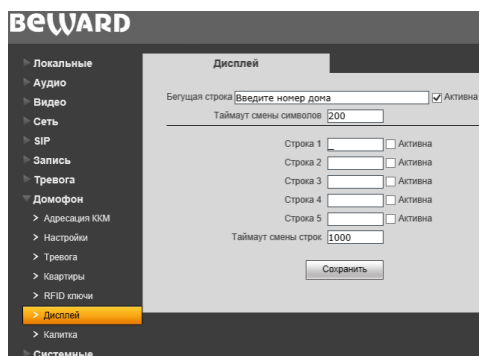 BEWARD
Локальные
Аудио
Видео
Сеть
SIP
Запись
Тревога
Домофон
Адресация ККМ
Настройки
Тревога
Квартиры
RFID ключи
Дисплей
Калитка
Системные
Дисплей
Бегущая строка Введите номер дома Активна
Таймаут смены символов 200
Строка 1 _ Активна
Строка 2 Активна
Строка 3 Активна
Строка 4 Активна
Строка 5 Активна
Таймаут смены строк 1000
Сохранить